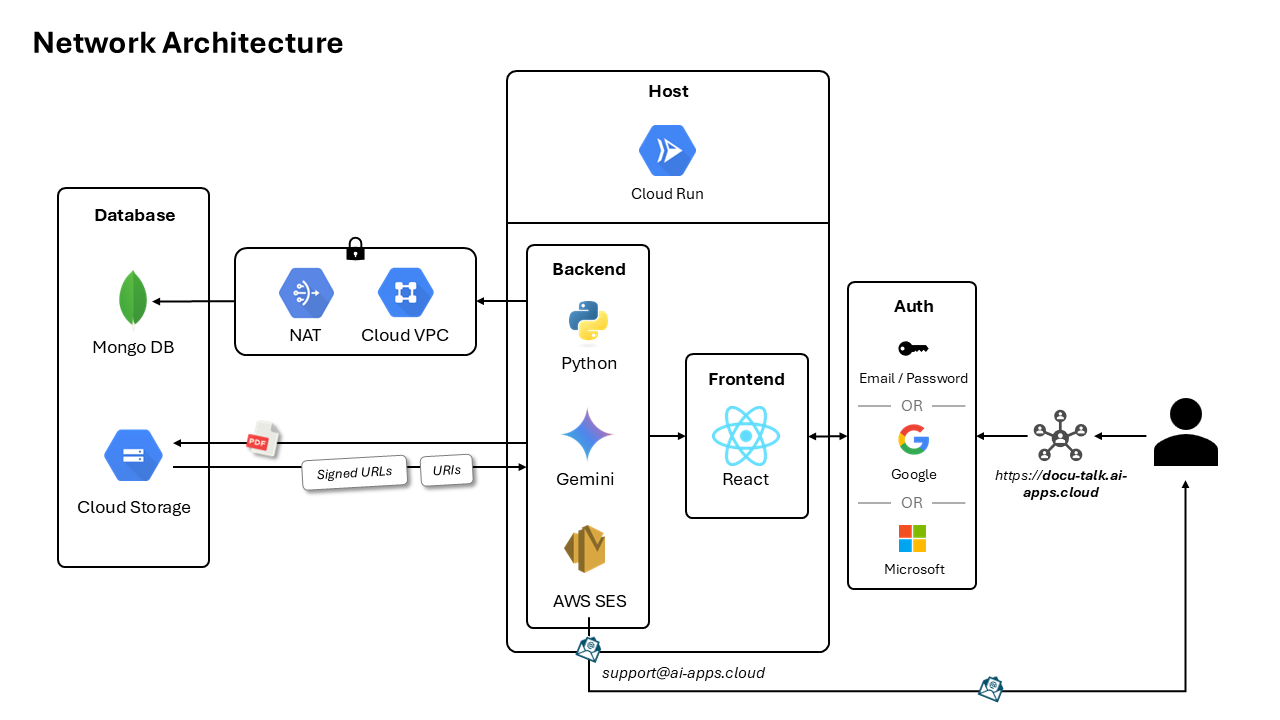 Network Architecture
Host
Cloud Run
Database
Mongo DB
Cloud Storage
NAT
Cloud VPC
PDF
Signed URLs
URIs
Backend
Python
Gemini
AWS SES
Frontend
React
Auth
Email / Password
OR
Google
OR
Microsoft
https://docu-talk.ai-
apps.cloud
support@ai-apps.cloud